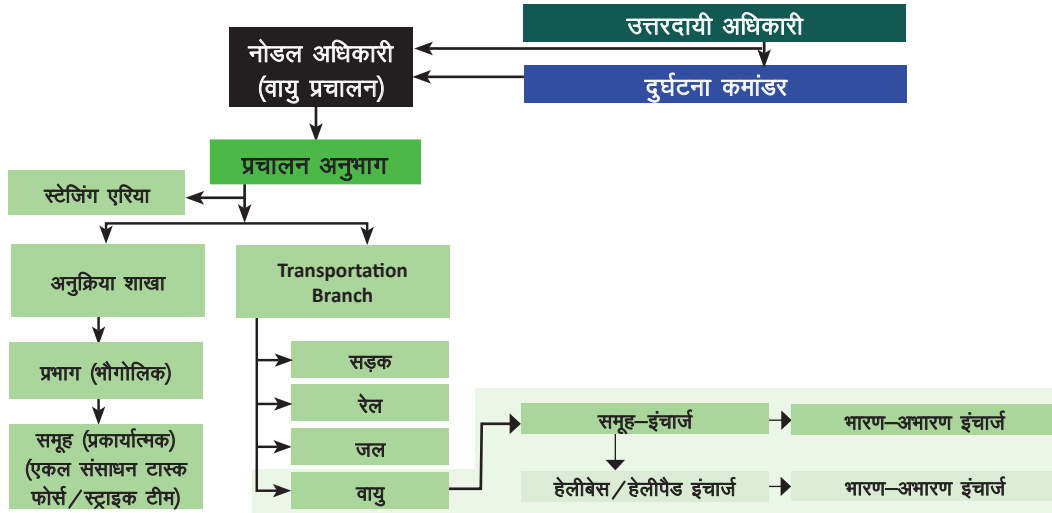 उत्तरदायी अधिकारी
नोडल अधिकारी
(वायु प्रचालन)
दुर्घटना कमांडर
प्रचालन अनुभाग
स्टेजिंग एरिया
अनुक्रिया शाखा
Transportation
Branch
प्रभाग (भौगोलिक)
सड़क
रेल
समूह–इंचार्ज
भारण–अभारण इंचार्ज
समूह (प्रकार्यात्मक)
(एकल संसाधन टास्क
फोर्स/स्ट्राइक टीम)
जल
वायु
हेलीबेस/हेलीपैड इंचार्ज
भारण–अभारण इंचार्ज